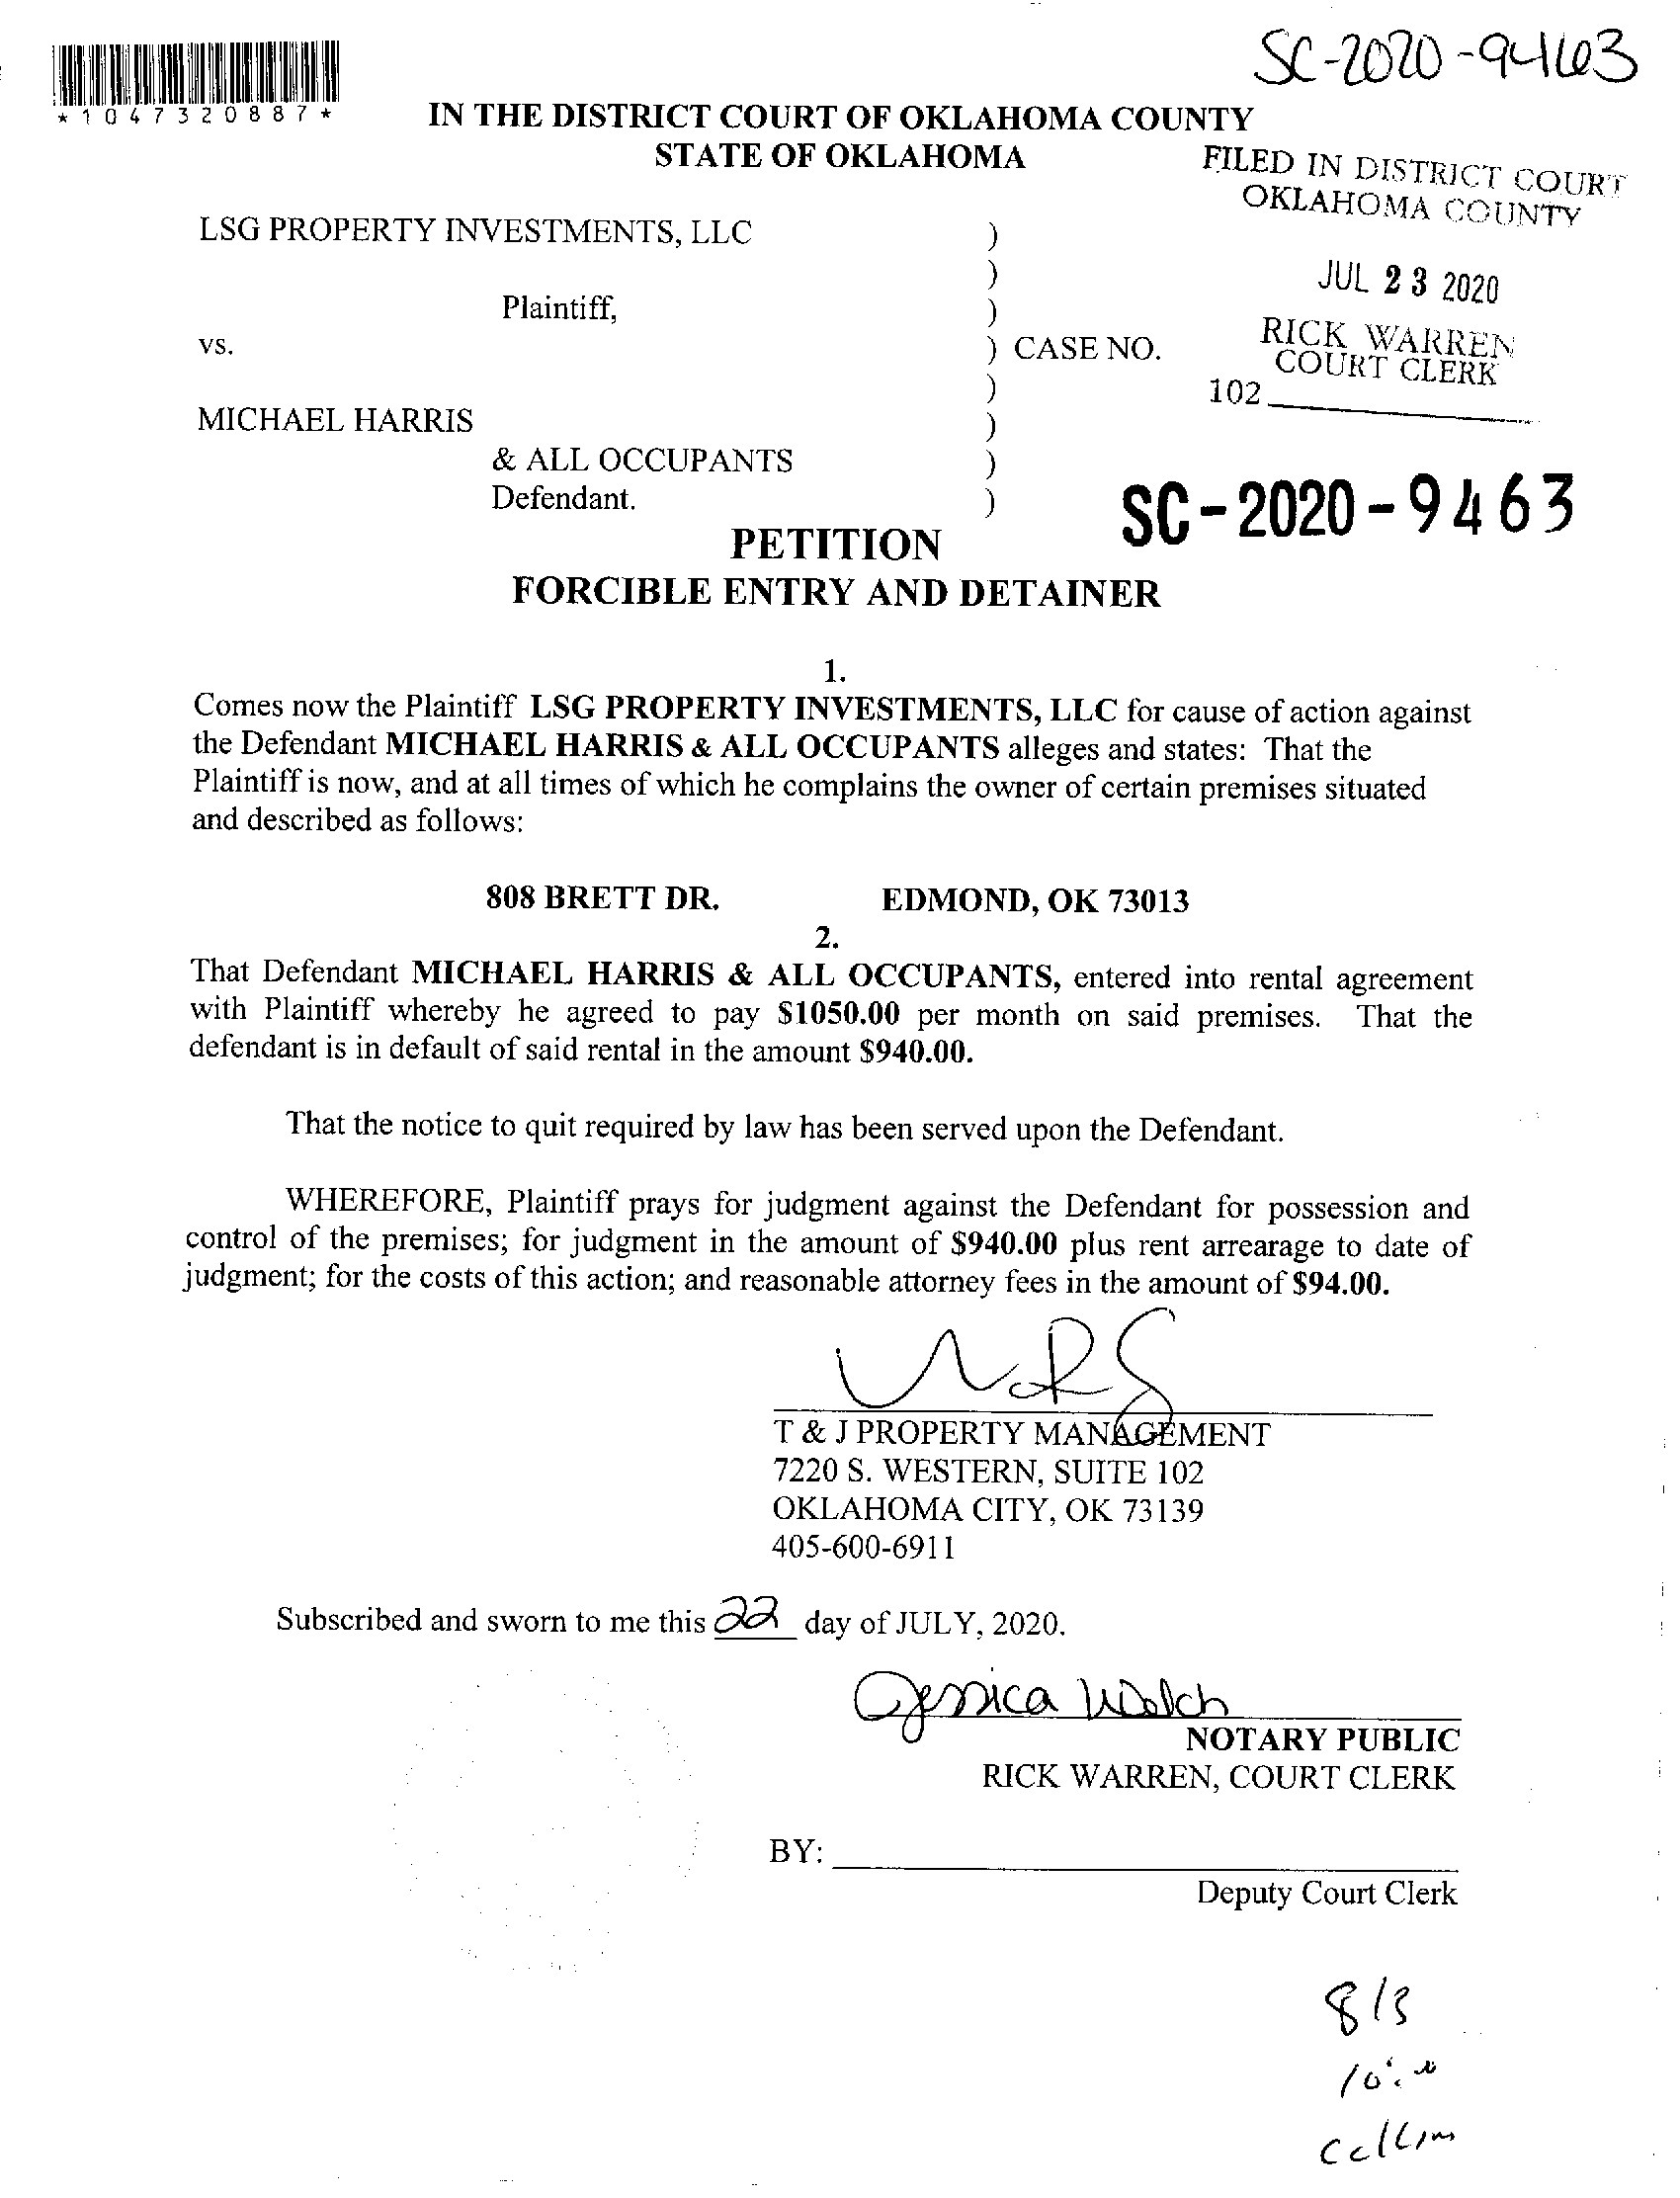 SC-2020-9463
*1047320887*
IN THE DISTRICT COURT OF OKLAHOMA COUNTY
STATE OF OKLAHOMA
FILED IN DISTRICT COURT
OKLAHOMA COUNTY
LSG PROPERTY INVESTMENTS, LLC )
)
JUL 23 2020
Plaintiff, )
vs. ) CASE NO.
RICK WARREN
COURT CLERK
)
102
MICHAEL HARRIS )
& ALL OCCUPANTS )
Defendant. )
SC-2020-9463
PETITION
FORCIBLE ENTRY AND DETAINER
1.
Comes now the Plaintiff LSG PROPERTY INVESTMENTS, LLC for cause of action against
the Defendant MICHAEL HARRIS & ALL OCCUPANTS alleges and states: That the
Plaintiff is now, and at all times of which he complains the owner of certain premises situated
and described as follows:
808 BRETT DR. EDMOND, OK 73013
2.
That Defendant MICHAEL HARRIS & ALL OCCUPANTS, entered into rental agreement
with Plaintiff whereby he agreed to pay $1050.00 per month on said premises. That the
defendant is in default of said rental in the amount $940.00.
That the notice to quit required by law has been served upon the Defendant.
WHEREFORE, Plaintiff prays for judgment against the Defendant for possession and
control of the premises; for judgment in the amount of $940.00 plus rent arrearage to date of
judgment; for the costs of this action; and reasonable attorney fees in the amount of $94.00.
T & J PROPERTY MANAGEMENT
7220 S. WESTERN, SUITE 102
OKLAHOMA CITY, OK 73139
405-600-6911
Subscribed and sworn to me this 22 day of JULY, 2020.
Jessica Welch
NOTARY PUBLIC
RICK WARREN, COURT CLERK
BY:
Deputy Court Clerk
8/3